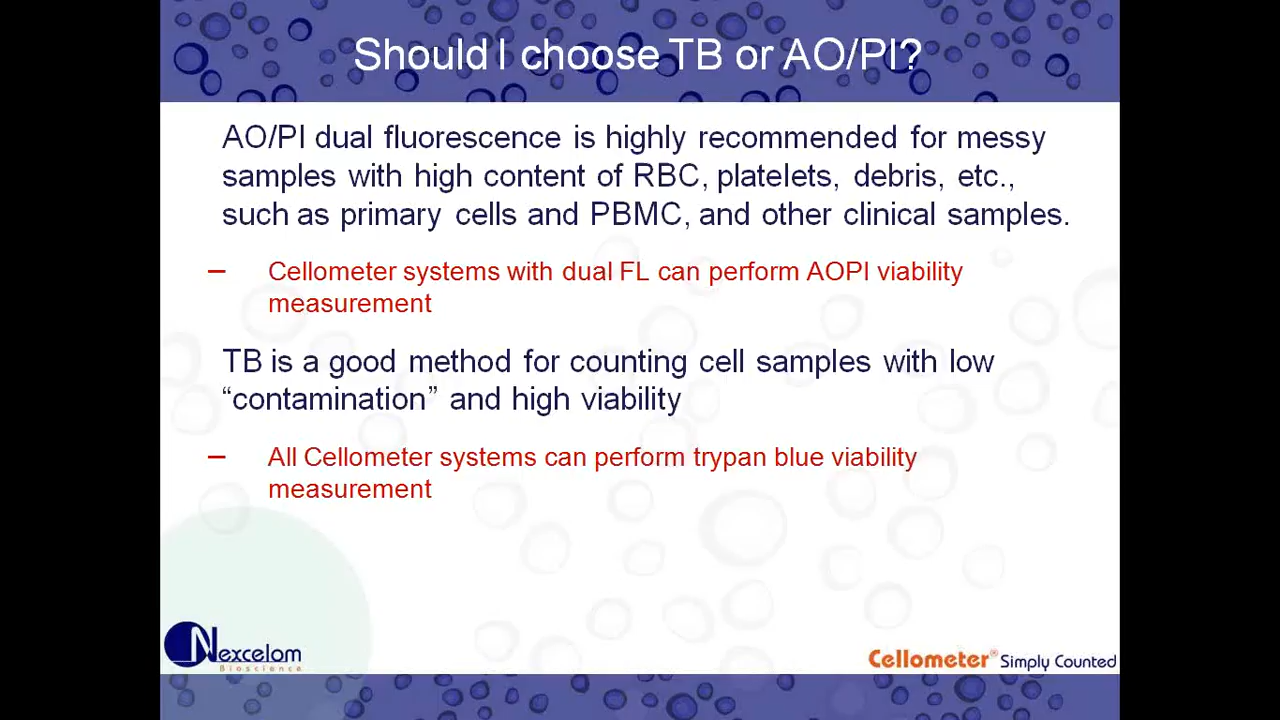 Should I choose TB or AO/PI?
AO/PI dual fluorescence is highly recommended for messy
samples with high content of RBC, platelets, debris, etc.,
such as primary cells and PBMC, and other clinical samples.
– Cellometer systems with dual FL can perform AOPI viability
measurement
TB is a good method for counting cell samples with low
“contamination” and high viability
– All Cellometer systems can perform trypan blue viability
measurement
Nexcelom
Bioscience
Cellometer® Simply Counted